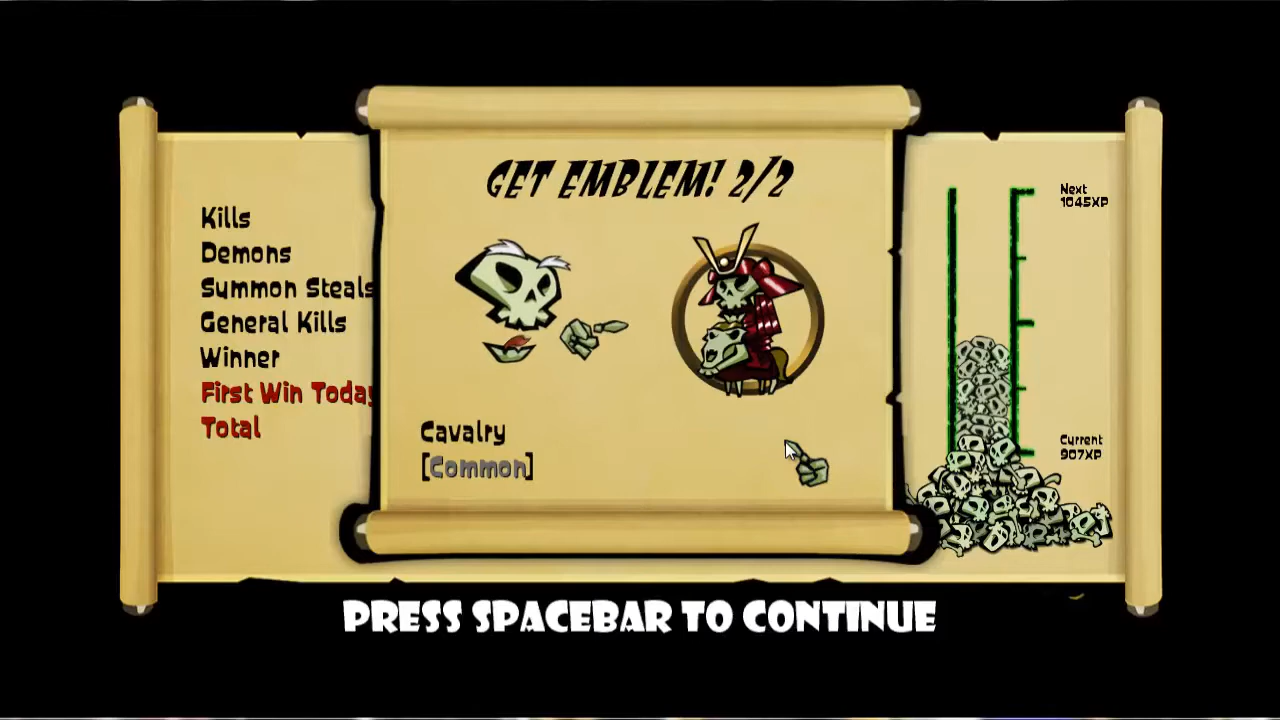 GET EMBLEM! 2/2
Kills
Demons
Summon Steals
General Kills
Winner
First Win Today
Total
Cavalry
[Common]
Next
1045XP
Current
907XP
PRESS SPACEBAR TO CONTINUE